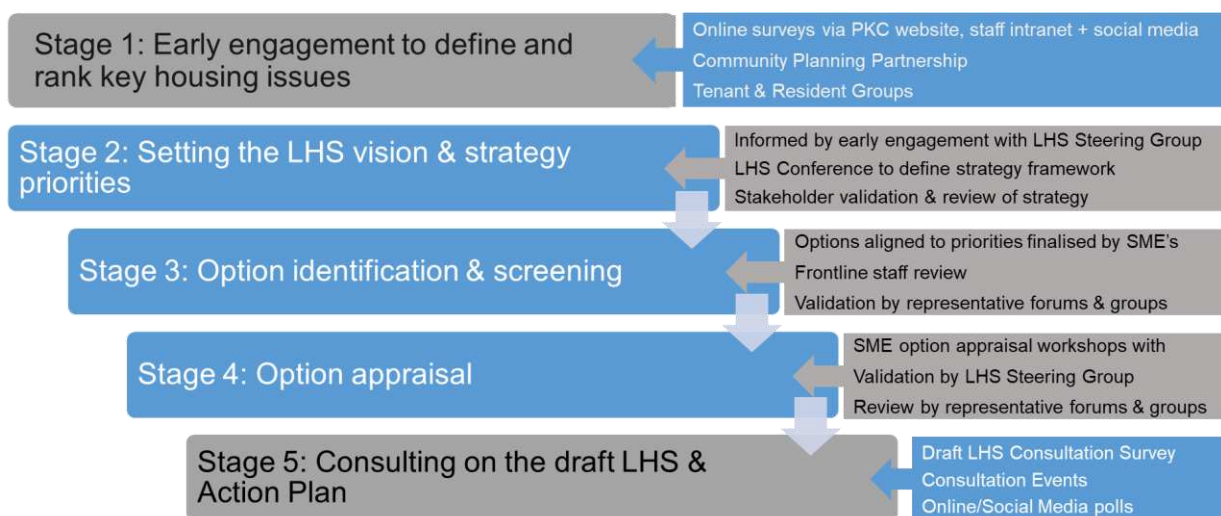 Stage 1: Early engagement to define and
rank key housing issues
Online surveys via PKC website, staff intranet + social media
Community Planning Partnership
Tenant & Resident Groups
Stage 2: Setting the LHS vision & strategy
priorities
Informed by early engagement with LHS Steering Group
LHS Conference to define strategy framework
Stakeholder validation & review of strategy
Stage 3: Option identification & screening
Options aligned to priorities finalised by SME's
Frontline staff review
Validation by representative forums & groups
Stage 4: Option appraisal
SME option appraisal workshops with
Validation by LHS Steering Group
Review by representative forums & groups
Stage 5: Consulting on the draft LHS &
Action Plan
Draft LHS Consultation Survey
Consultation Events
Online/Social Media polls